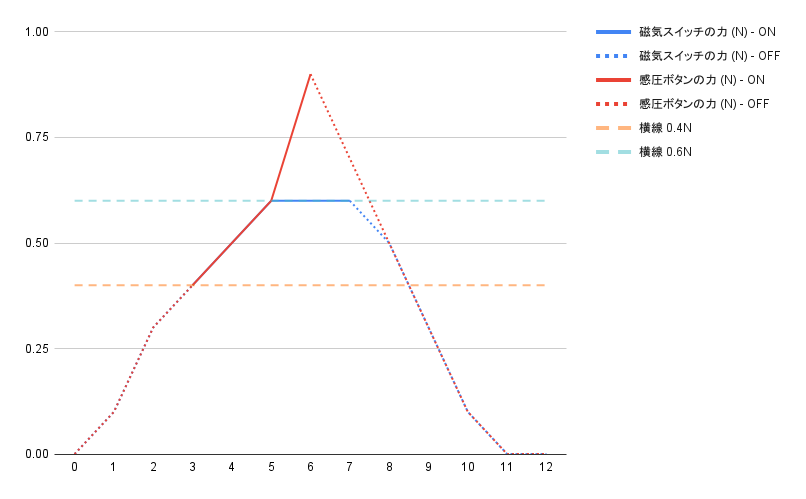 1.00
0.75
0.50
0.25
0.00
0 1 2 3 4 5 6 7 8 9 10 11 12
磁気スイッチの力 (N) - ON
磁気スイッチの力 (N) - OFF
感圧ボタンの力 (N) - ON
感圧ボタンの力 (N) - OFF
横線 0.4N
横線 0.6N